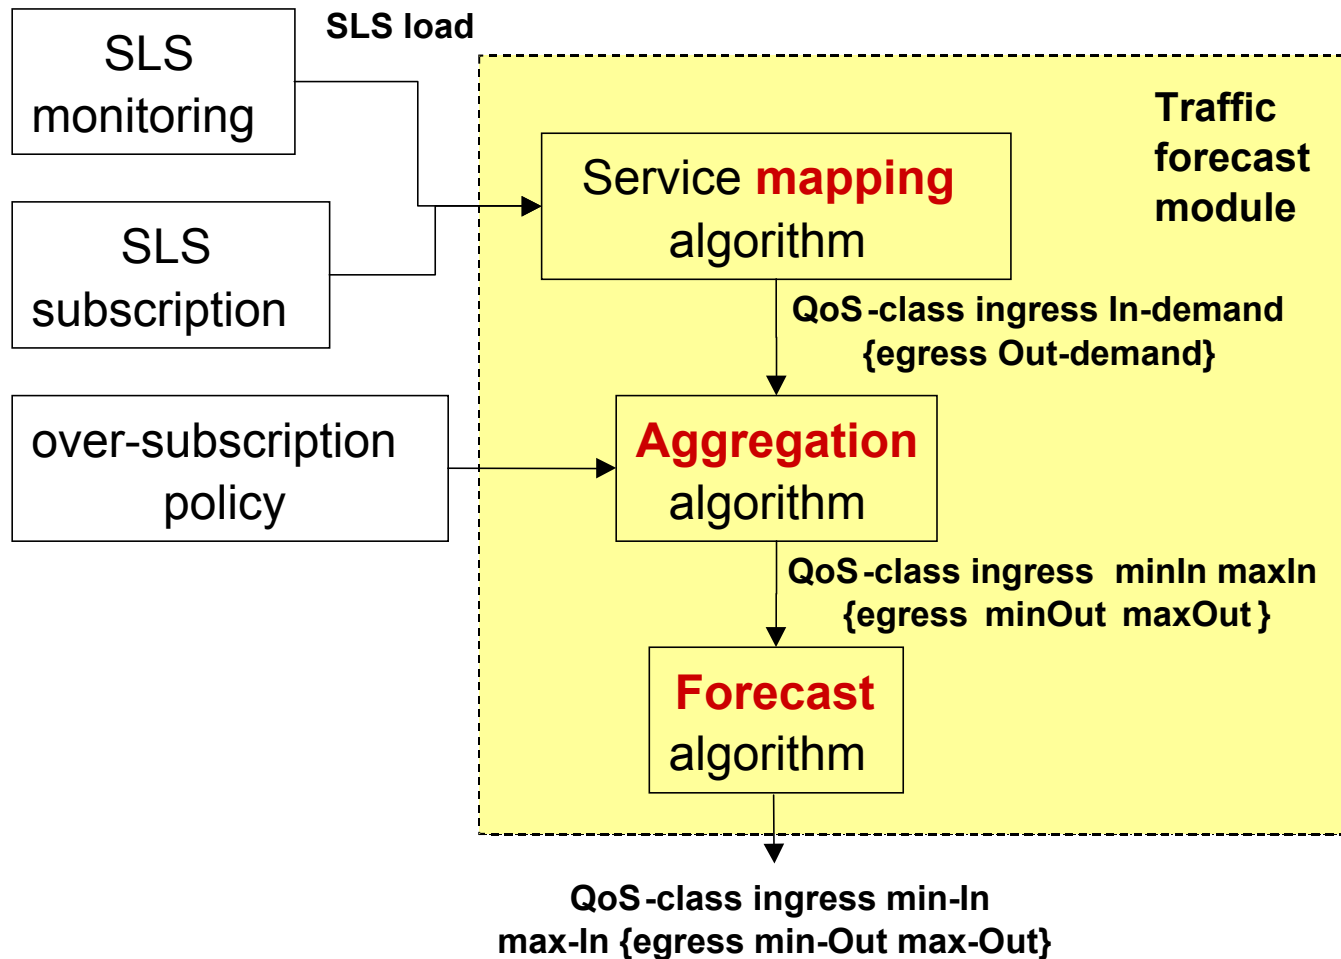 SLS load
SLS
monitoring
Traffic
forecast
module
Service mapping
algorithm
SLS
subscription
QoS-class ingress In-demand
{egress Out-demand}
over-subscription
policy
Aggregation
algorithm
QoS-class ingress minIn maxIn
{egress minOut maxOut }
Forecast
algorithm
QoS-class ingress min-In
max-In {egress min-Out max-Out}